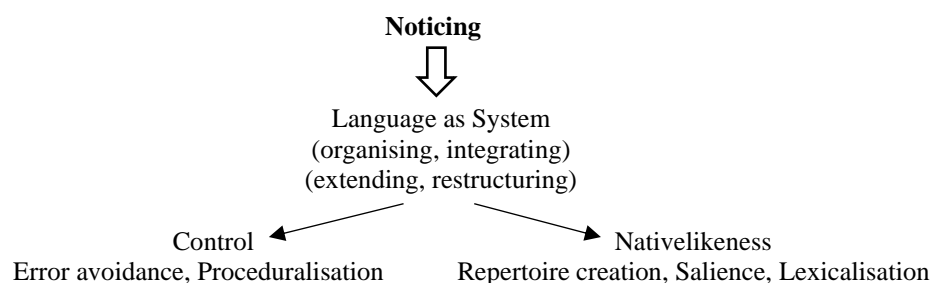 Noticing
Language as System
(organising, integrating)
(extending, restructuring)
Control
Error avoidance, Proceduralisation
Nativelikeness
Repertoire creation, Salience, Lexicalisation